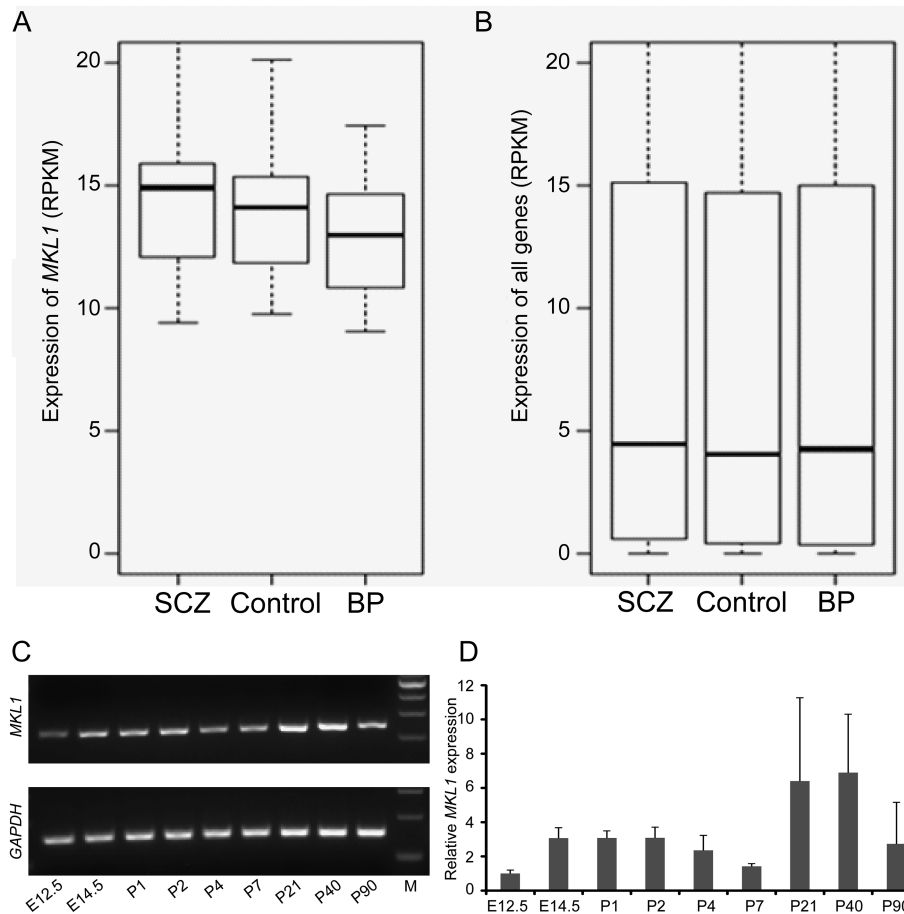 A
Expression of MKL1 (RPKM)
20
15
10
5
0
SCZ Control BP
B
Expression of all genes (RPKM)
20
15
10
5
0
SCZ Control BP
C
MKL1
GAPDH
E12.5 E14.5 P1 P2 P4 P7 P21 P40 P90 M
D
Relative MKL1 expression
12
10
8
6
4
2
0
E12.5 E14.5 P1 P2 P4 P7 P21 P40 P90